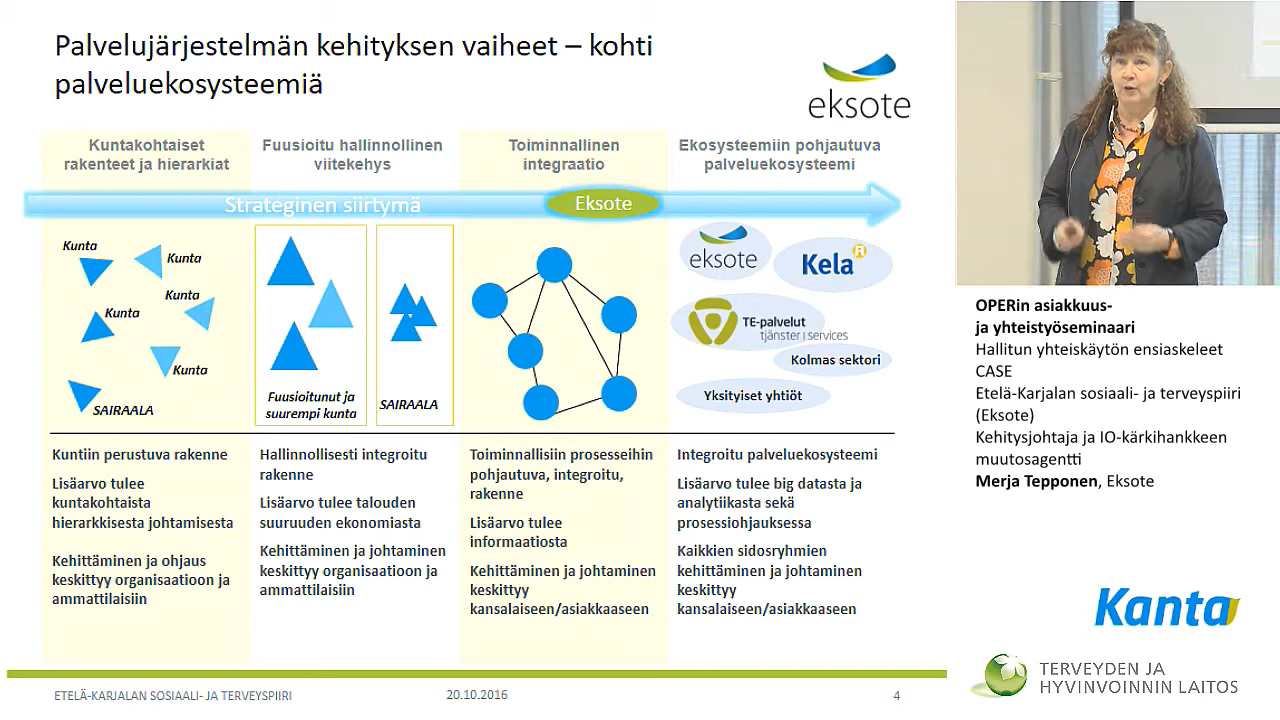 Palvelujärjestelmän kehityksen vaiheet – kohti
palveluekosysteemiä
eksote
Kuntakohtaiset
rakenteet ja hierarkiat
Fuusioitu hallinnollinen
viitekehys
Toiminnallinen
integraatio
Ekosysteemiin pohjautuva
palveluekosysteemi
Strateginen siirtymä
Eksote
Kunta
Kunta
Kunta
Kunta
Kunta
SAIRAALA
Fuusioitunut ja
suurempi kunta
SAIRAALA
eksote
Kela R
TE-palvelut
tjänster | services
Kolmas sektori
Yksityiset yhtiöt
Kuntiin perustuva rakenne
Lisäarvo tulee
kuntakohtaista
hierarkkisesta johtamisesta
Kehittäminen ja ohjaus
keskittyy organisaatioon ja
ammattilaisiin
Hallinnollisesti integroitu
rakenne
Lisäarvo tulee talouden
suuruuden ekonomiasta
Kehittäminen ja johtaminen
keskittyy organisaatioon ja
ammattilaisiin
Toiminnallisiin prosesseihin
pohjautuva, integroitu,
rakenne
Lisäarvo tulee
informaatiosta
Kehittäminen ja johtaminen
keskittyy
kansalaiseen/asiakkaaseen
Integroitu palveluekosysteemi
Lisäarvo tulee big datasta ja
analytiikasta sekä
prosessiohjauksessa
Kaikkien sidosryhmien
kehittäminen ja johtaminen
keskittyy
kansalaiseen/asiakkaaseen
ETELÄ-KARJALAN SOSIAALI- JA TERVEYSPIIRI
20.10.2016
4
OPERin asiakkuus-
ja yhteistyöseminaari
Hallitun yhteiskäytön ensiaskeleet
CASE
Etelä-Karjalan sosiaali- ja terveyspiiri
(Eksote)
Kehitysjohtaja ja IO-kärkihankkeen
muutosagentti
Merja Tepponen, Eksote
Kanta
TERVEYDEN JA
HYVINVOINNIN LAITOS